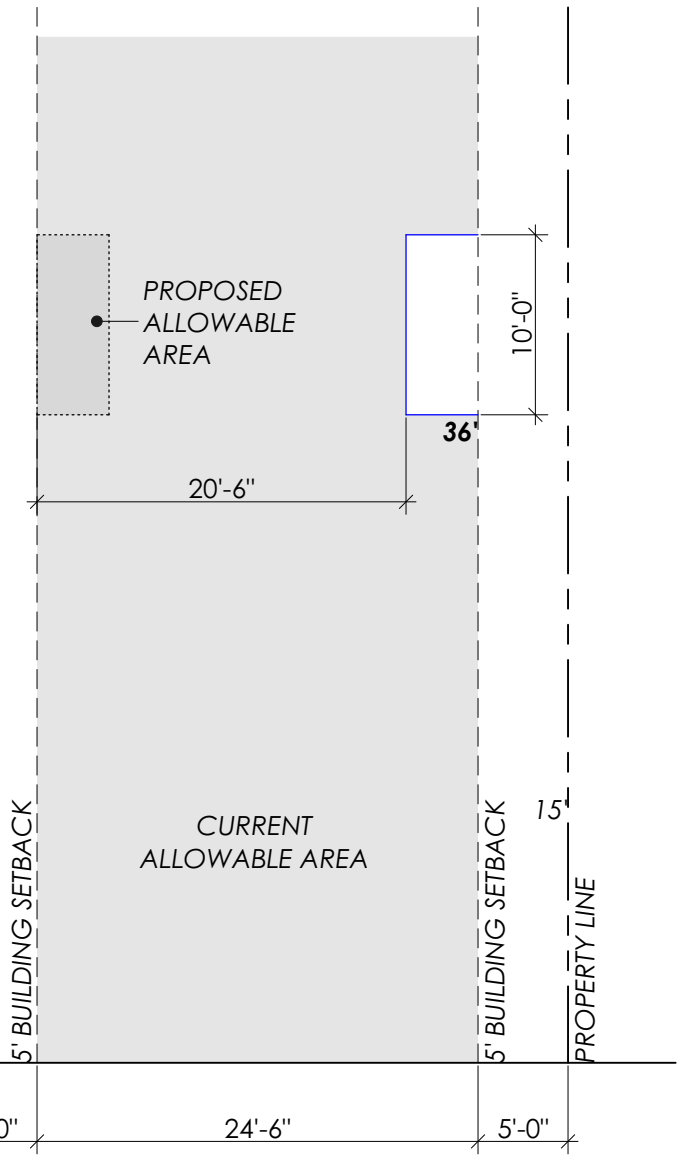 PROPOSED
ALLOWABLE
AREA
10'-0"
36'
20'-6"
CURRENT
ALLOWABLE AREA
15'
5' BUILDING SETBACK
5' BUILDING SETBACK
PROPERTY LINE
0"
24'-6"
5'-0"